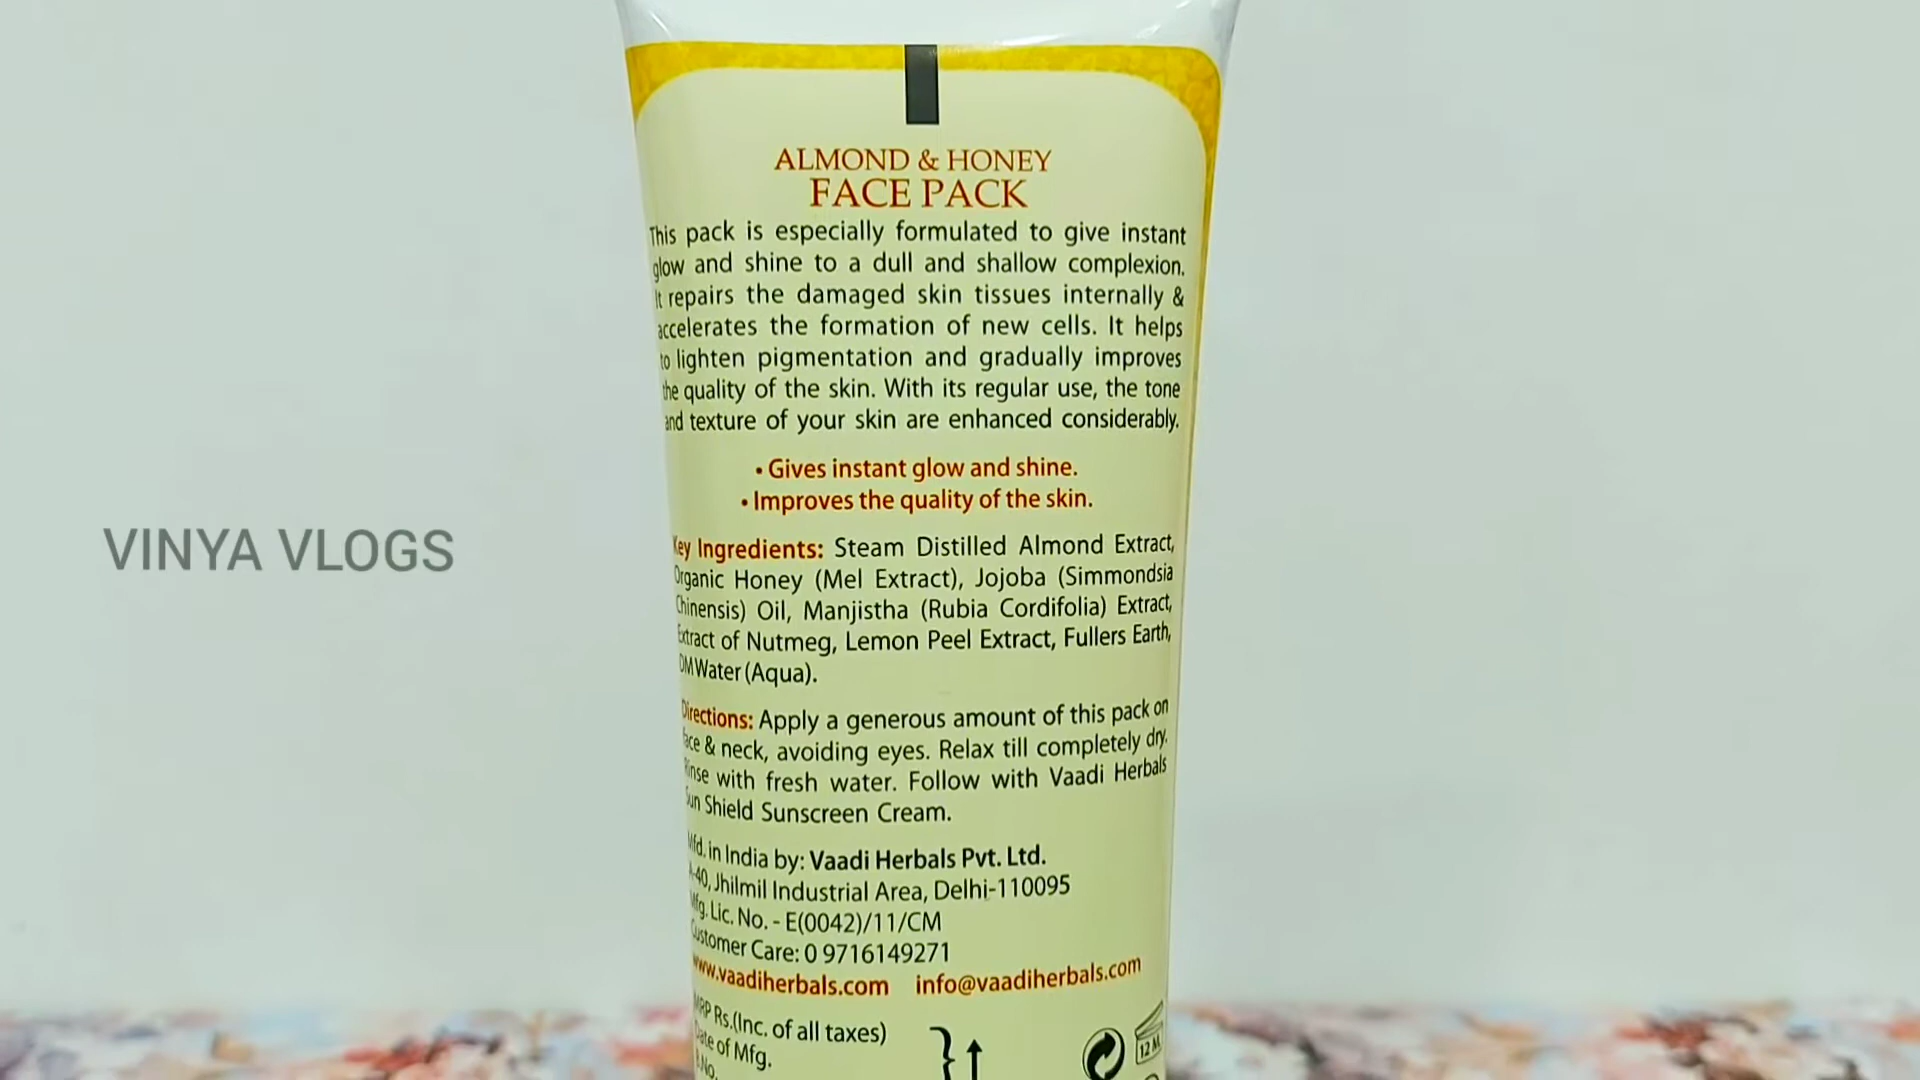 ALMOND & HONEY
FACE PACK
This pack is especially formulated to give instant
glow and shine to a dull and shallow complexion.
It repairs the damaged skin tissues internally &
accelerates the formation of new cells. It helps
to lighten pigmentation and gradually improves
the quality of the skin. With its regular use, the tone
and texture of your skin are enhanced considerably.
• Gives instant glow and shine.
• Improves the quality of the skin.
VINYA VLOGS
Key Ingredients: Steam Distilled Almond Extract,
Organic Honey (Mel Extract), Jojoba (Simmondsia
Chinensis) Oil, Manjistha (Rubia Cordifolia) Extract,
Extract of Nutmeg, Lemon Peel Extract, Fullers Earth,
DM Water (Aqua).
Directions: Apply a generous amount of this pack on
face & neck, avoiding eyes. Relax till completely dry.
Rinse with fresh water. Follow with Vaadi Herbals
Sun Shield Sunscreen Cream.
Mfd. in India by: Vaadi Herbals Pvt. Ltd.
A-40, Jhilmil Industrial Area, Delhi-110095
Mfg. Lic. No. - E(0042)/11/CM
Customer Care: 0 9716149271
www.vaadiherbals.com info@vaadiherbals.com
MRP Rs.(Inc. of all taxes)
Date of Mfg.
B.No.
12 M